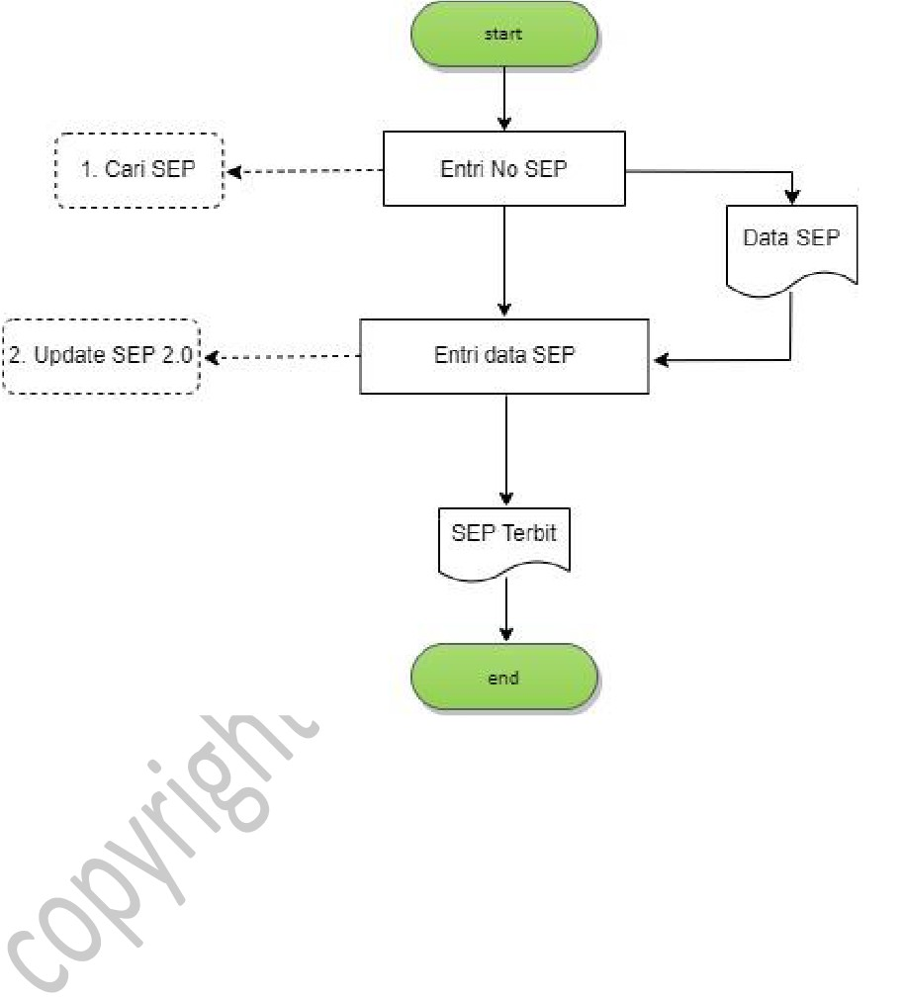 start
1. Cari SEP
Entri No SEP
Data SEP
2. Update SEP 2.0
Entri data SEP
SEP Terbit
end
copyright